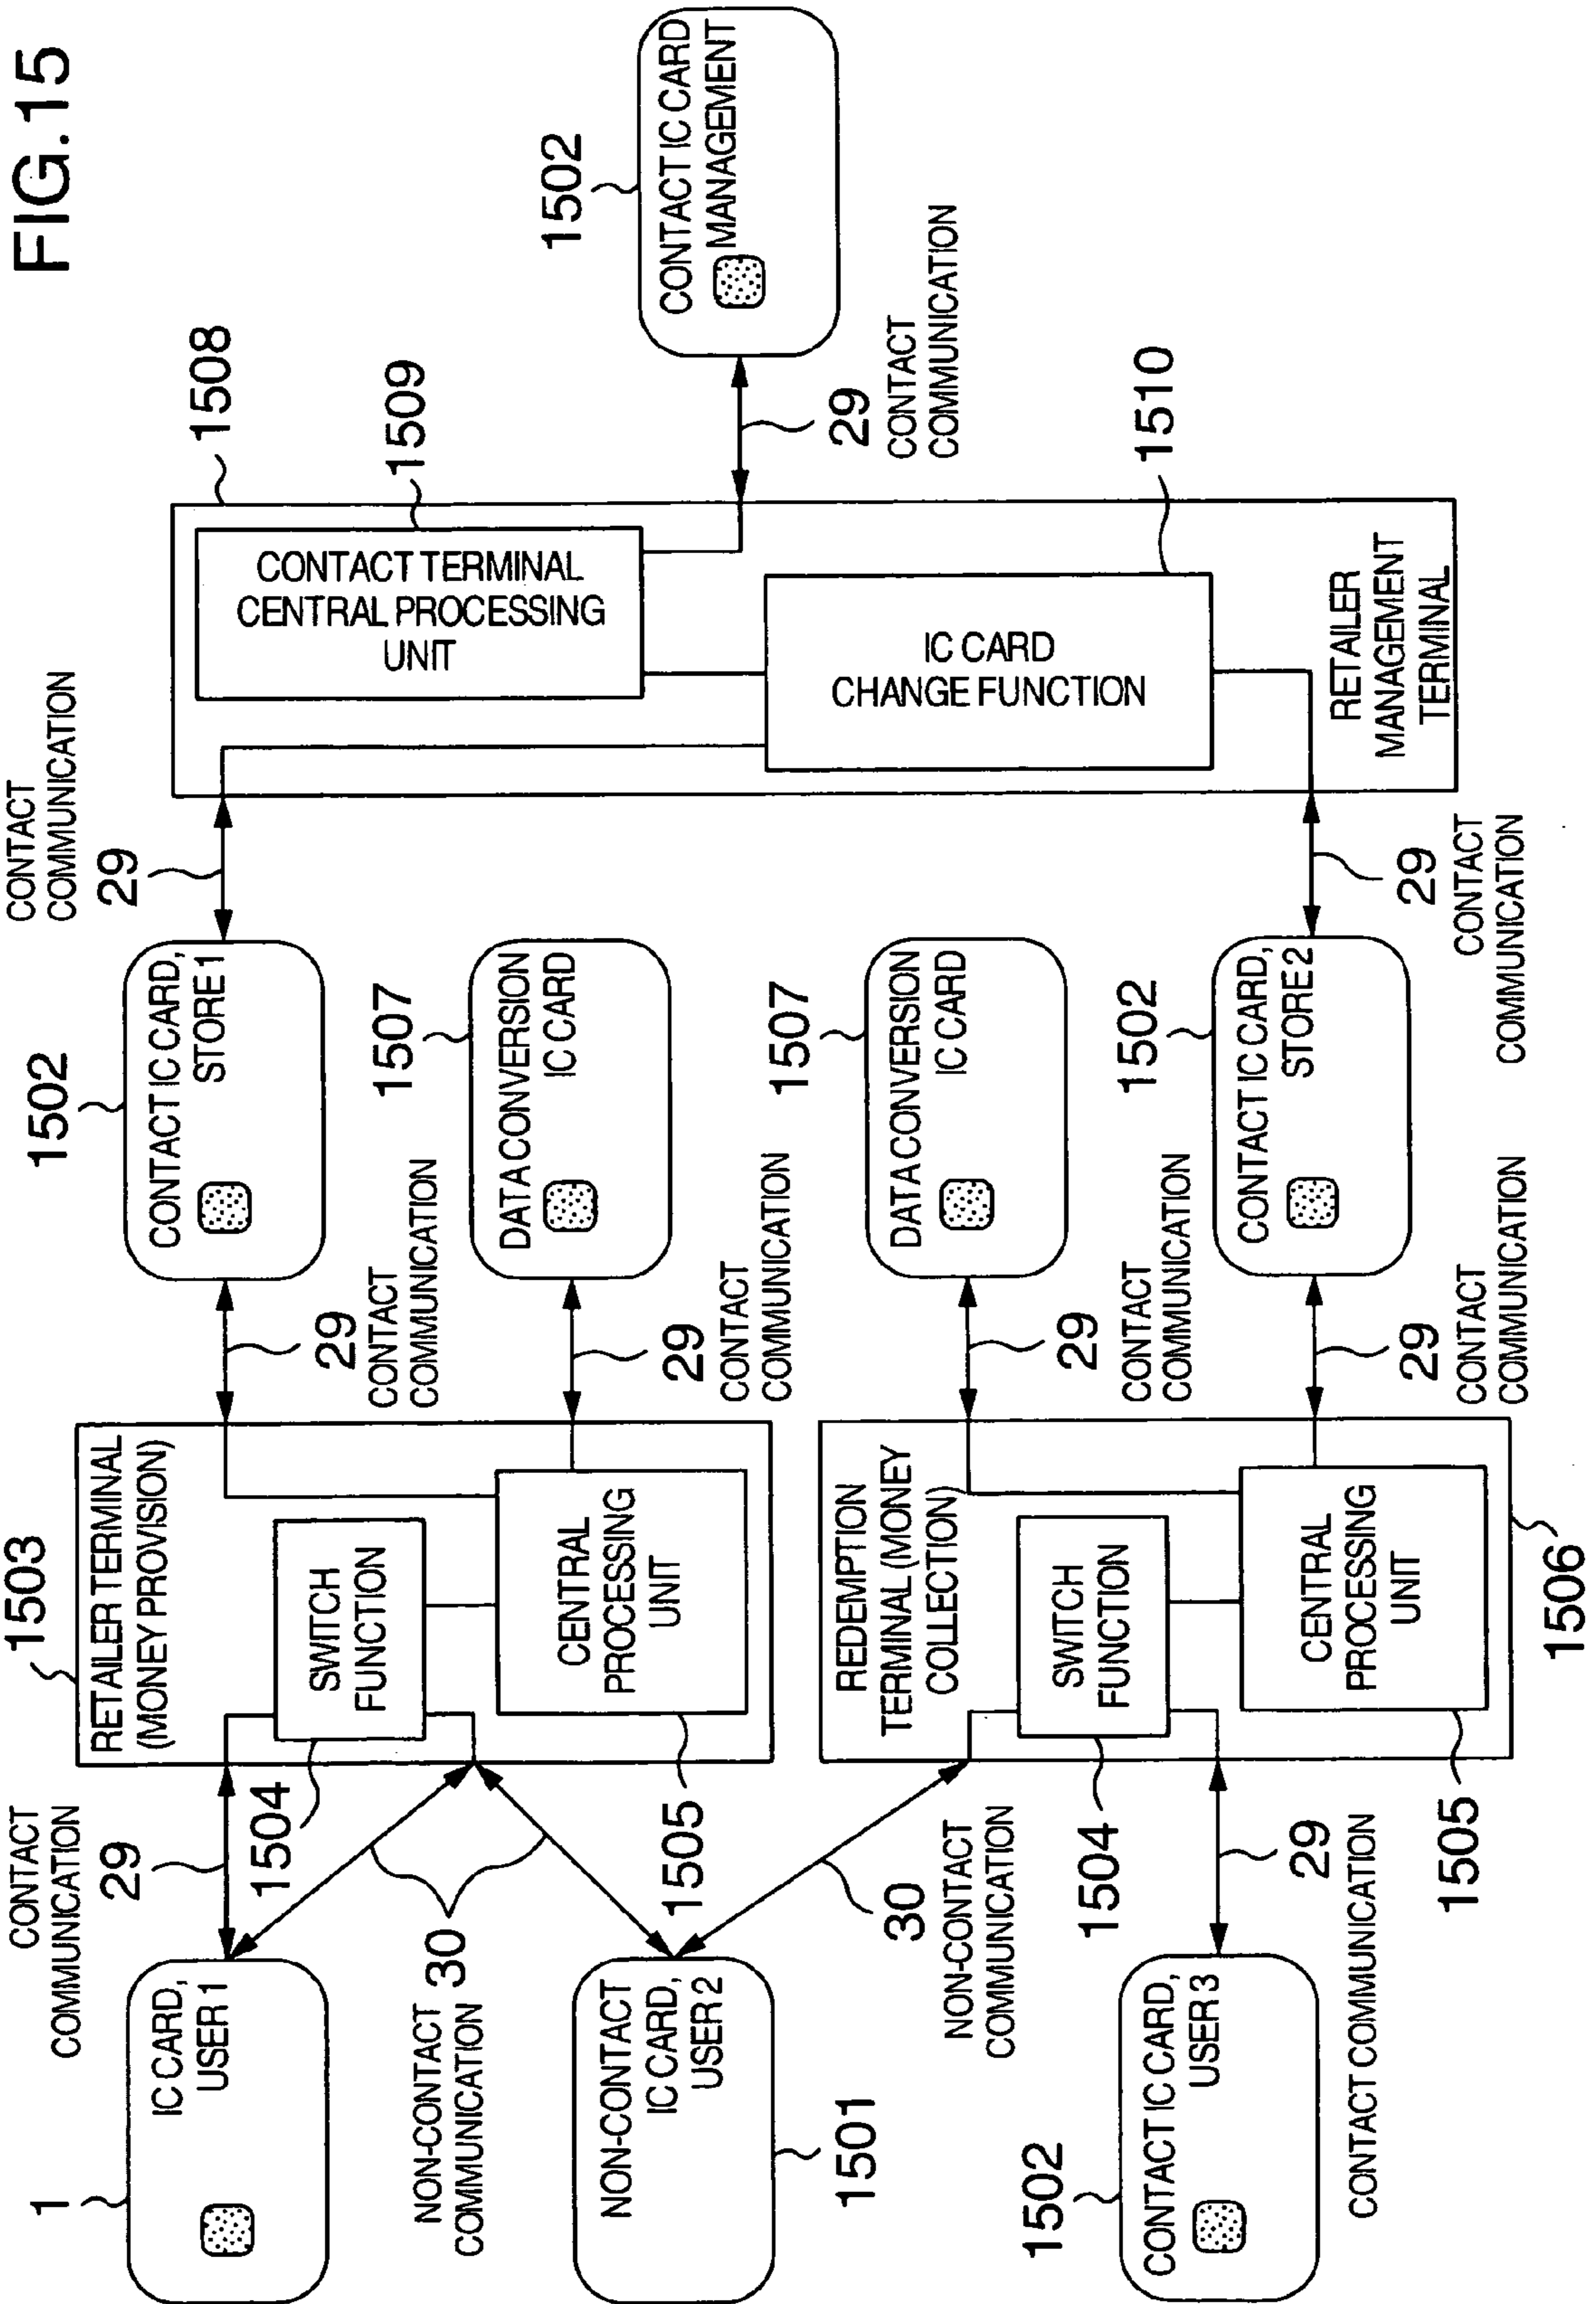 FIG.15
1
IC CARD,
USER 1
CONTACT
COMMUNICATION
29
NON-CONTACT
COMMUNICATION
30
NON-CONTACT
IC CARD,
USER 2
1501
NON-CONTACT
COMMUNICATION
30
1502
CONTACT IC CARD,
USER 3
CONTACT COMMUNICATION
29
1503
RETAILER TERMINAL
(MONEY PROVISION)
SWITCH
FUNCTION
1504
CENTRAL
PROCESSING
UNIT
1505
REDEMPTION
TERMINAL (MONEY
COLLECTION)
SWITCH
FUNCTION
1504
CENTRAL
PROCESSING
UNIT
1505
1506
29
CONTACT
COMMUNICATION
29
CONTACT
COMMUNICATION
29
CONTACT
COMMUNICATION
29
CONTACT
COMMUNICATION
1502
CONTACT IC CARD,
STORE 1
1507
DATA CONVERSION
IC CARD
1507
DATA CONVERSION
IC CARD
1502
CONTACT IC CARD,
STORE 2
CONTACT
COMMUNICATION
29
29
CONTACT
COMMUNICATION
1508
CONTACT TERMINAL
CENTRAL PROCESSING
UNIT
1509
IC CARD
CHANGE FUNCTION
1510
RETAILER
MANAGEMENT
TERMINAL
29
CONTACT
COMMUNICATION
1502
CONTACT IC CARD
MANAGEMENT